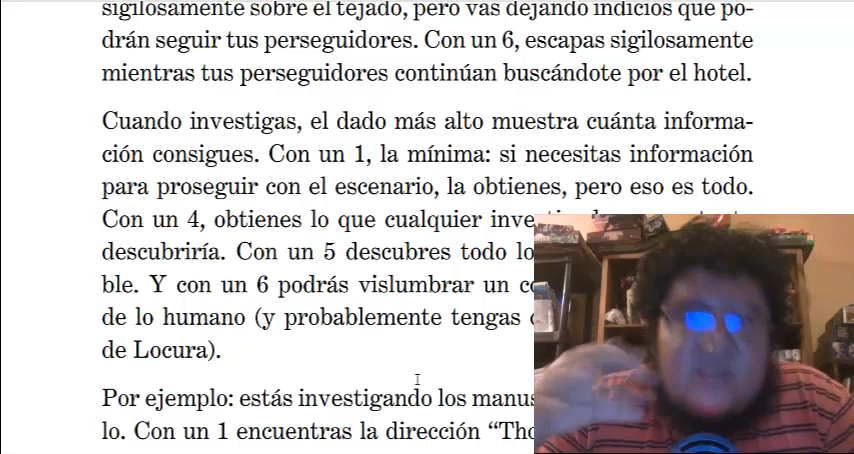 sigilosamente sobre el tejado, pero vas dejando indicios que po-
drán seguir tus perseguidores. Con un 6, escapas sigilosamente
mientras tus perseguidores continúan buscándote por el hotel.
Cuando investigas, el dado más alto muestra cuánta informa-
ción consigues. Con un 1, la mínima: si necesitas información
para proseguir con el escenario, la obtienes, pero eso es todo.
Con un 4, obtienes lo que cualquier
descubriría. Con un 5 descubres todo lo
ble. Y con un 6 podrás vislumbrar un
de lo humano (y probablemente tengas
de Locura).
Por ejemplo: estás investigando los
lo. Con un 1 encuentras la dirección